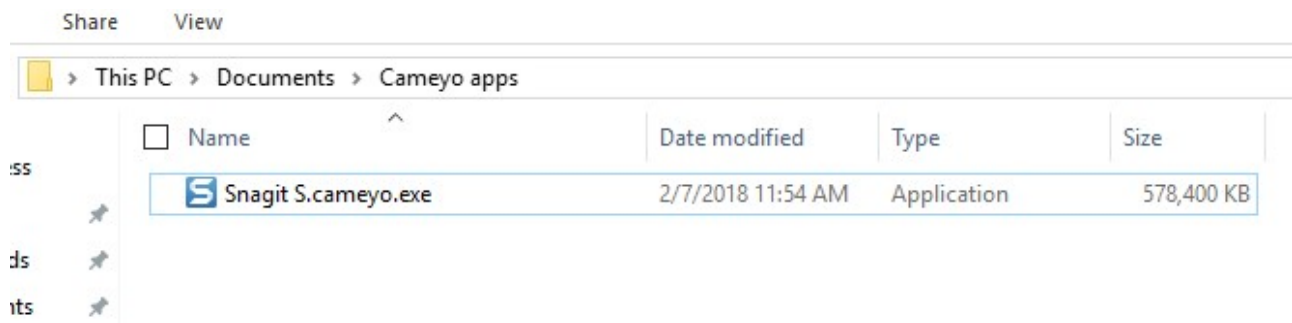 Share View
This PC > Documents > Cameyo apps
Name Date modified Type Size
Snagit S.cameyo.exe 2/7/2018 11:54 AM Application 578,400 KB